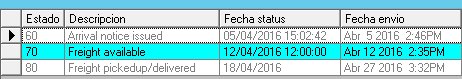 Estado Descripcion Fecha status Fecha envio
60 Arrival notice issued 05/04/2016 15:02:42 Abr 5 2016 2:46PM
70 Freight available 12/04/2016 12:00:00 Abr 12 2016 2:35PM
80 Freight pickedup/delivered 18/04/2016 Abr 27 2016 3:32PM